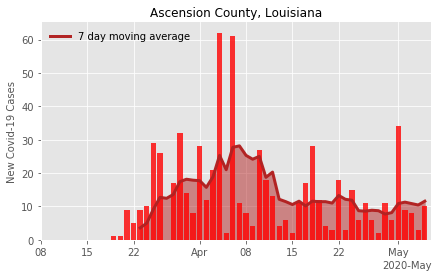 Ascension County, Louisiana
7 day moving average
New Covid-19 Cases
60
50
40
30
20
10
0
08 15 22 Apr 08 15 22 May
2020-May